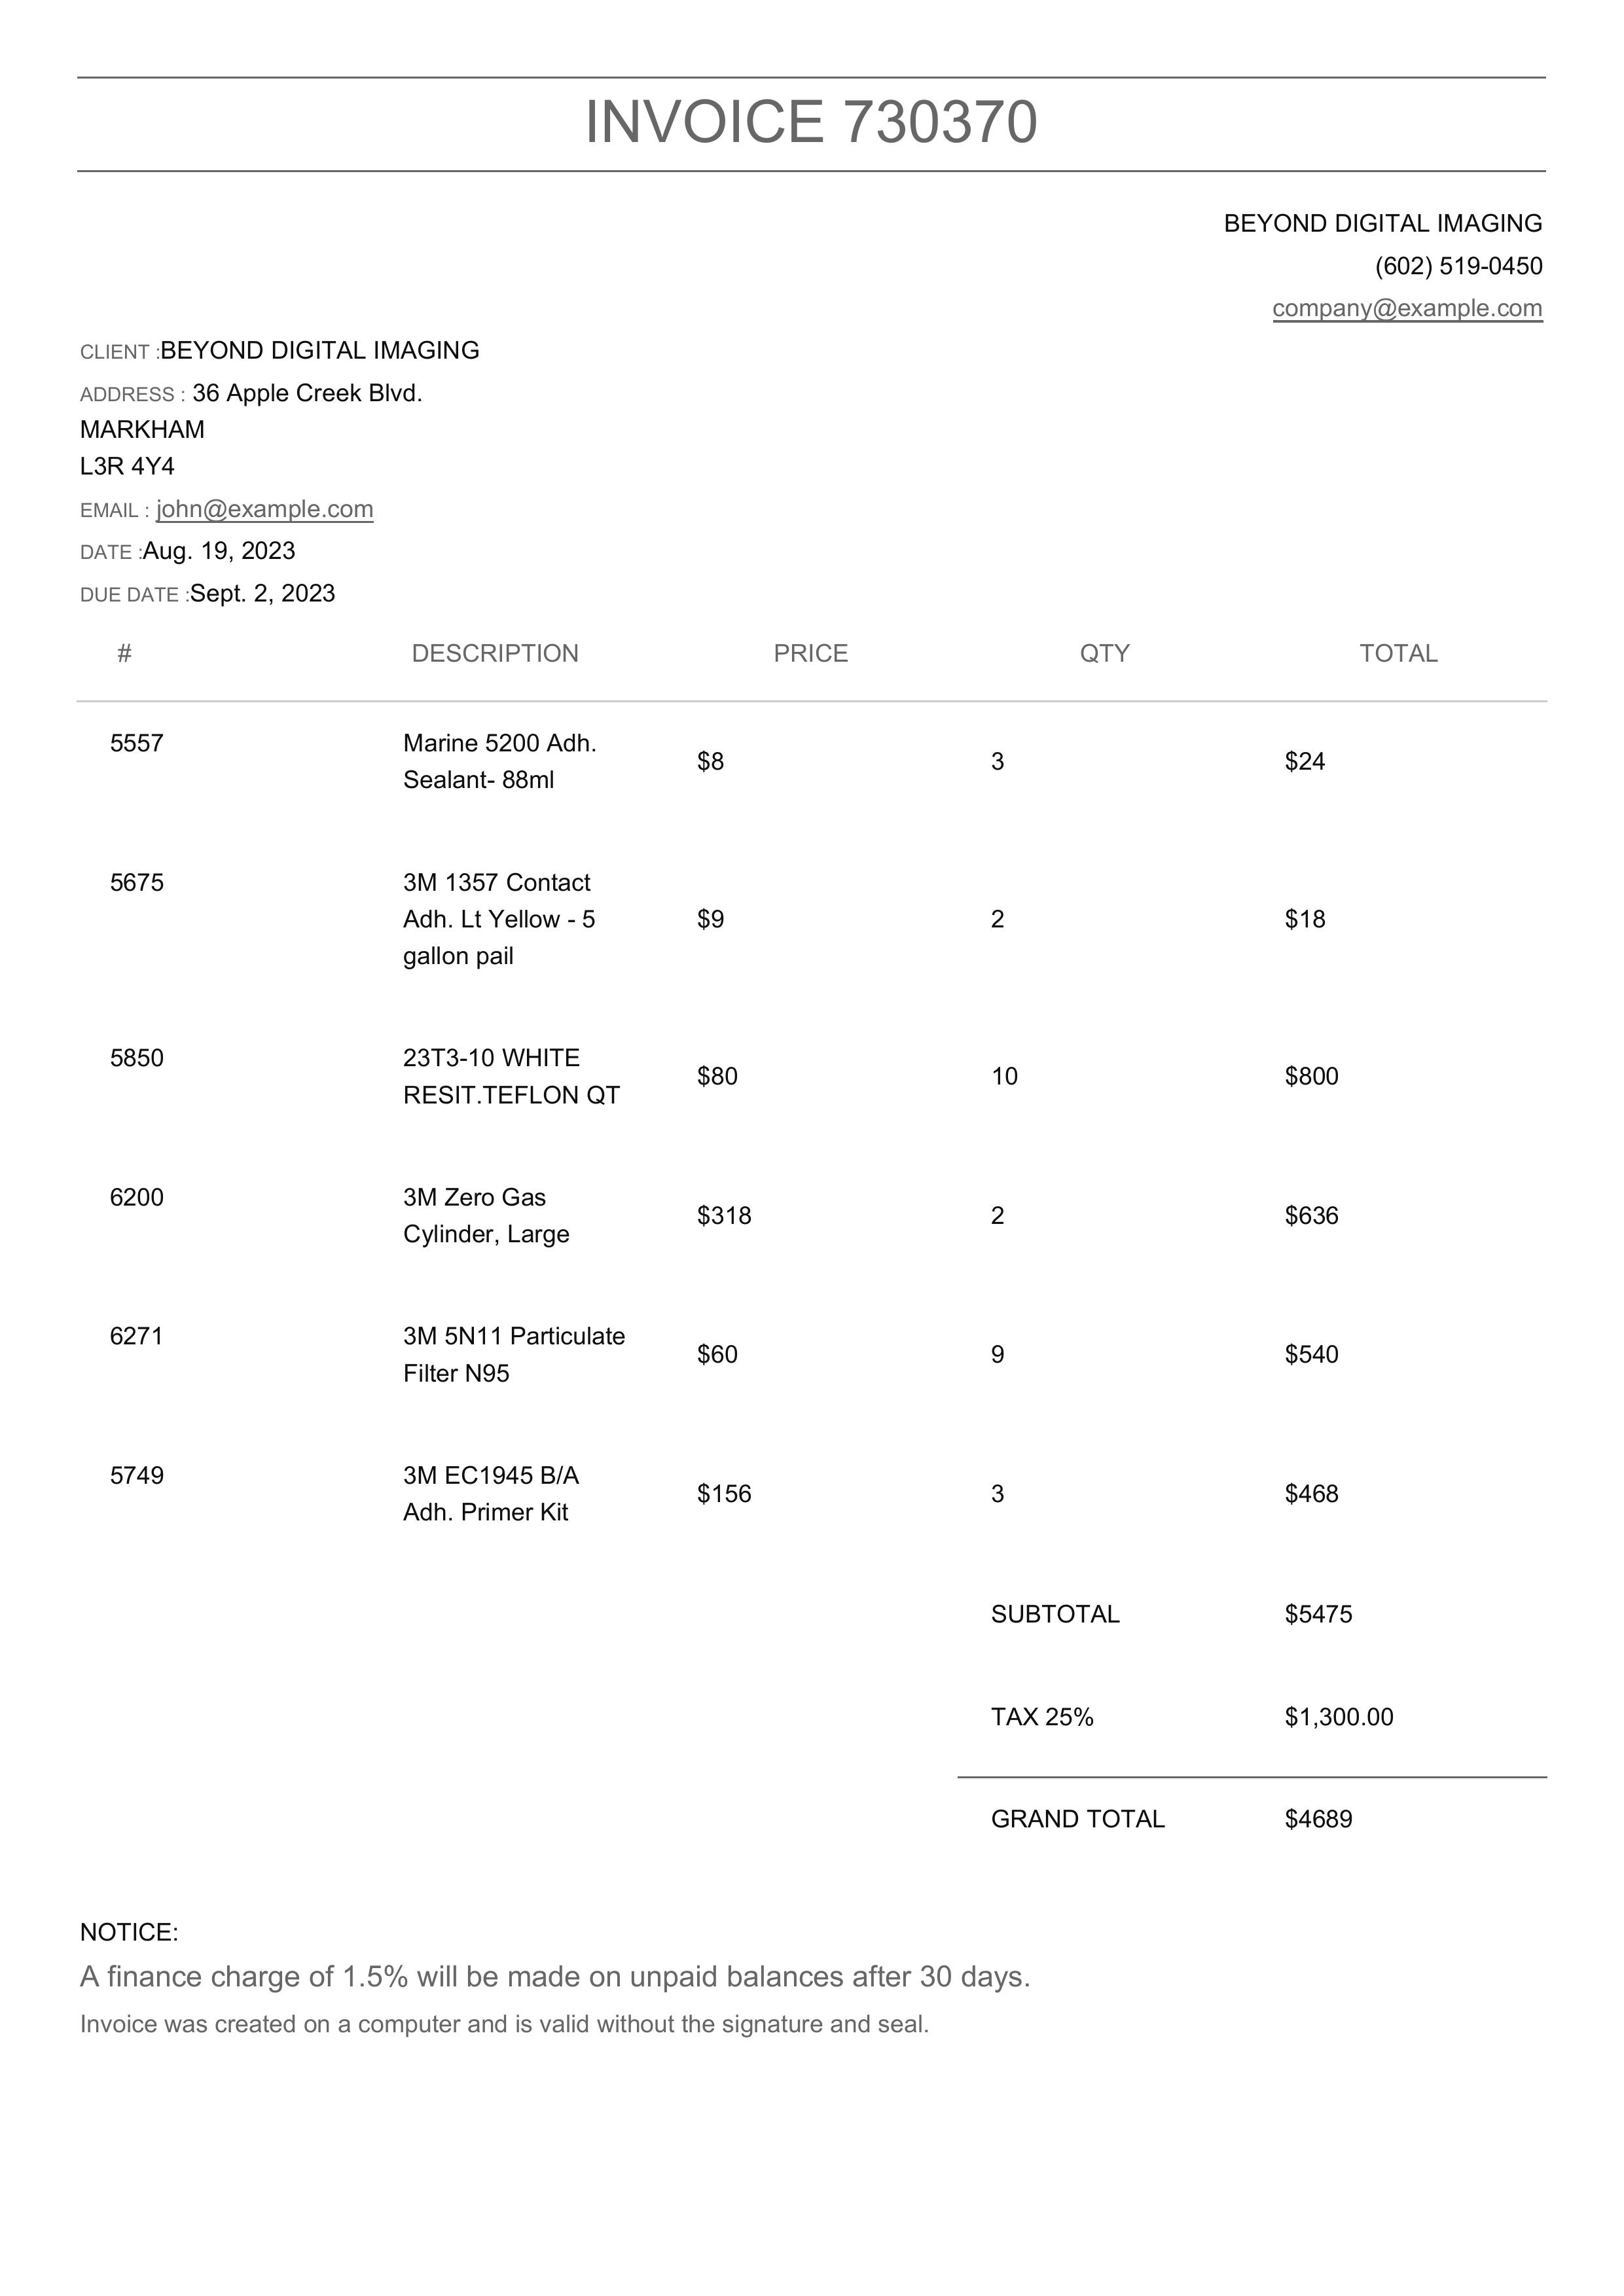 INVOICE 730370
BEYOND DIGITAL IMAGING
(602) 519-0450
company@example.com
CLIENT :BEYOND DIGITAL IMAGING
ADDRESS : 36 Apple Creek Blvd.
MARKHAM
L3R 4Y4
EMAIL : john@example.com
DATE :Aug. 19, 2023
DUE DATE :Sept. 2, 2023
# DESCRIPTION PRICE QTY TOTAL
5557 Marine 5200 Adh.
Sealant- 88ml $8 3 $24
5675 3M 1357 Contact
Adh. Lt Yellow - 5 $9 2 $18
gallon pail
5850 23T3-10 WHITE
RESIT.TEFLON QT $80 10 $800
6200 3M Zero Gas
Cylinder, Large $318 2 $636
6271 3M 5N11 Particulate
Filter N95 $60 9 $540
5749 3M EC1945 B/A
Adh. Primer Kit $156 3 $468
SUBTOTAL $5475
TAX 25% $1,300.00
GRAND TOTAL $4689
NOTICE:
A finance charge of 1.5% will be made on unpaid balances after 30 days.
Invoice was created on a computer and is valid without the signature and seal.